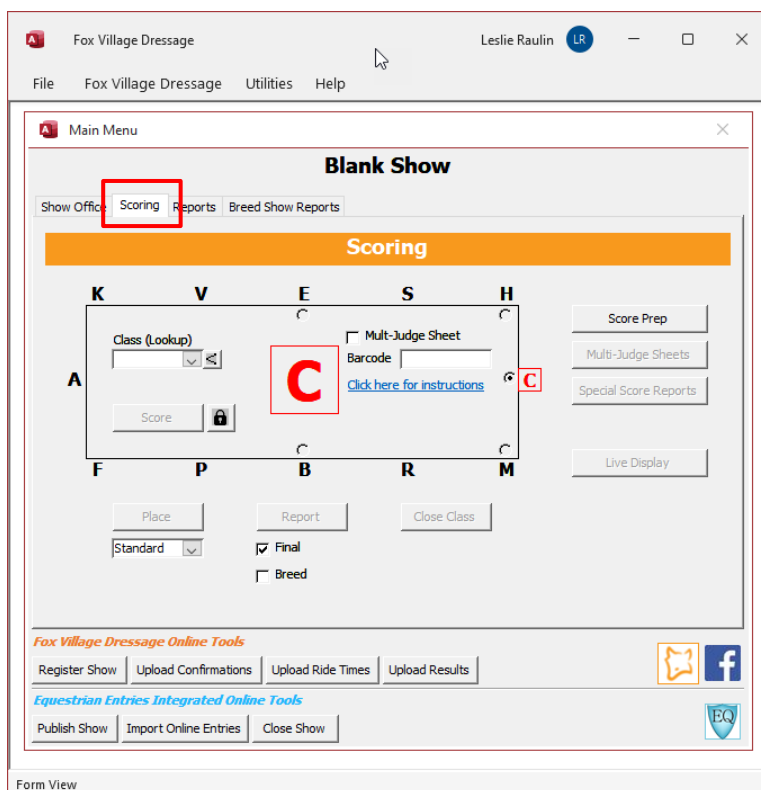 Fox Village Dressage Leslie Raulin LR
File Fox Village Dressage Utilities Help
Main Menu
Blank Show
Show Office Scoring Reports Breed Show Reports
Scoring
K V E S H
Class (Lookup) Mult-Judge Sheet Score Prep
Barcode Multi-Judge Sheets
A C Click here for instructions C Special Score Reports
Score
F P B R M Live Display
Place Report Close Class
Standard Final
Breed
Fox Village Dressage Online Tools
Register Show Upload Confirmations Upload Ride Times Upload Results f
Equestrian Entries Integrated Online Tools
Publish Show Import Online Entries Close Show EQ
Form View